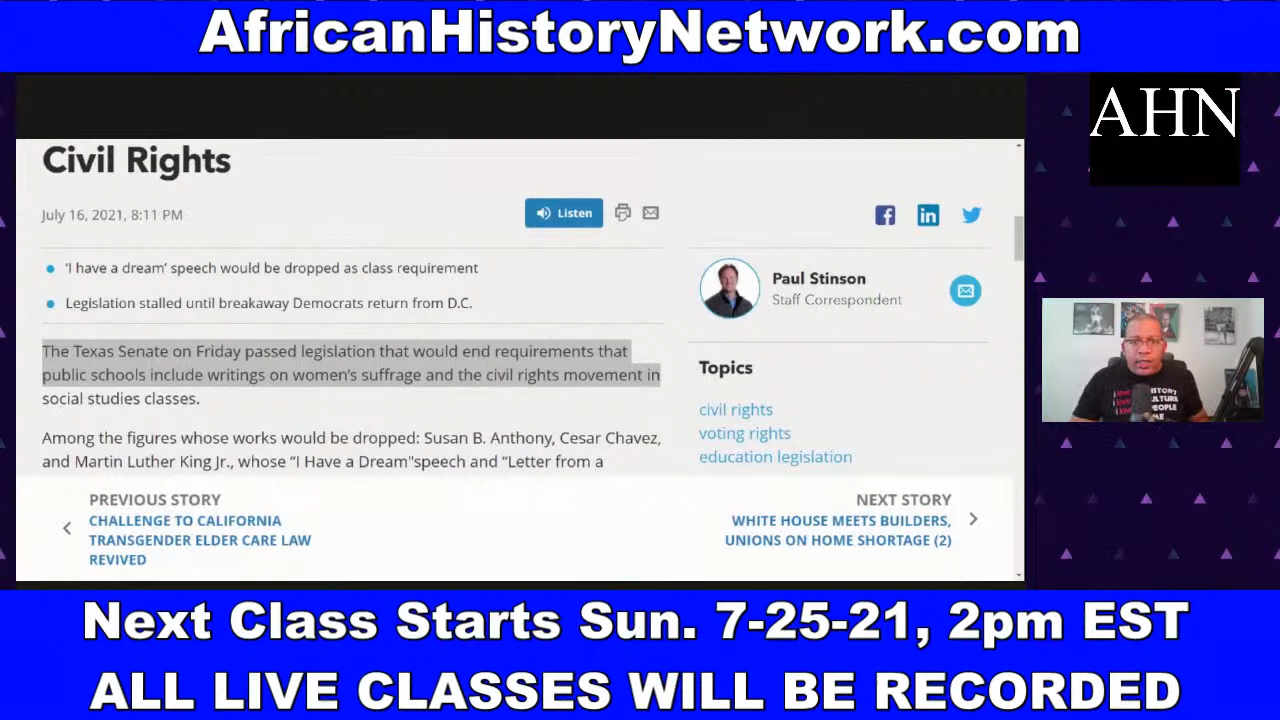 AfricanHistoryNetwork.com
AHN
Civil Rights
July 16, 2021, 8:11 PM
Listen
'I have a dream' speech would be dropped as class requirement
Legislation stalled until breakaway Democrats return from D.C.
Paul Stinson
Staff Correspondent
The Texas Senate on Friday passed legislation that would end requirements that
public schools include writings on women's suffrage and the civil rights movement in
social studies classes.
Among the figures whose works would be dropped: Susan B. Anthony, Cesar Chavez,
and Martin Luther King Jr., whose “I Have a Dream"speech and “Letter from a
Topics
civil rights
voting rights
education legislation
PREVIOUS STORY
CHALLENGE TO CALIFORNIA
TRANSGENDER ELDER CARE LAW
REVIVED
NEXT STORY
WHITE HOUSE MEETS BUILDERS,
UNIONS ON HOME SHORTAGE (2)
Next Class Starts Sun. 7-25-21, 2pm EST
ALL LIVE CLASSES WILL BE RECORDED